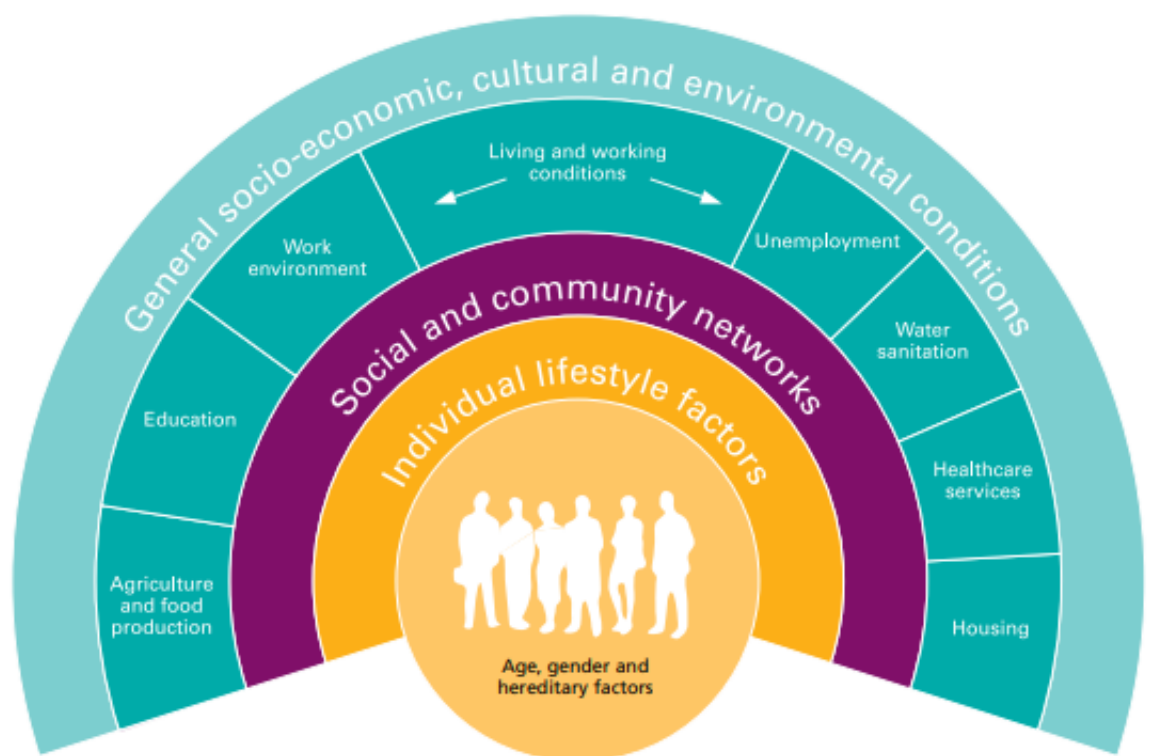 General socio-economic, cultural and environmental conditions
Living and working
conditions
Work
environment
Unemployment
Education
Water
sanitation
Agriculture
and food
production
Healthcare
services
Housing
Social and community networks
Individual lifestyle factors
Age, gender and
hereditary factors